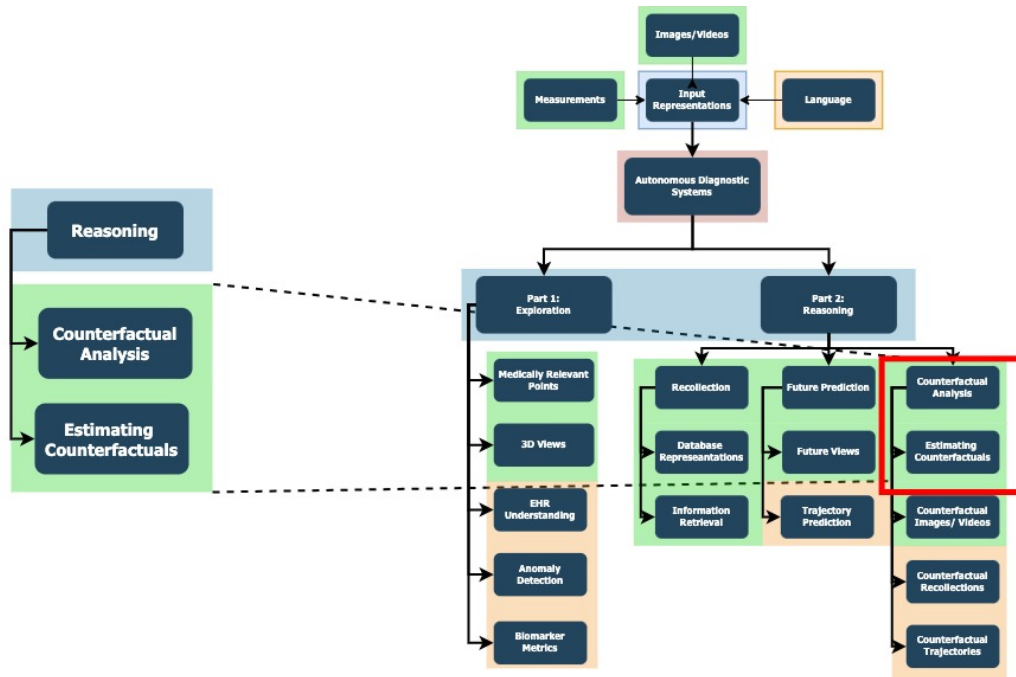 Images/Videos
Measurements
Input
Representations
Language
Autonomous Diagnostic
Systems
Reasoning
Counterfactual
Analysis
Estimating
Counterfactuals
Part 1:
Exploration
Part 2:
Reasoning
Medically Relevant
Points
3D Views
EHR
Understanding
Anomaly
Detection
Biomarker
Metrics
Recollection
Database
Represeantations
Information
Retrieval
Future Prediction
Future Views
Trajectory
Prediction
Counterfactual
Analysis
Estimating
Counterfactuals
Counterfactual
Images/ Videos
Counterfactual
Recollections
Counterfactual
Trajectories